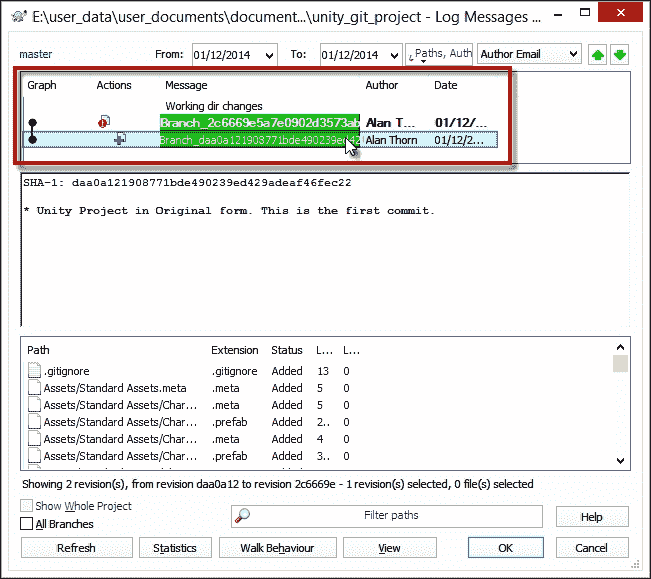 E:\user_data\user_documents\document...\unity_git_project - Log Messages ...
master From: 01/12/2014 To: 01/12/2014 Paths, Auth Author Email
Graph Actions Message Author Date
Working dir changes
Branch_2c6669e5a7e0902d3573ab Alan T... 01/12/...
Branch_daa0a121908771bde490239ed42 Alan Thorn 01/12/2...
SHA-1: daa0a121908771bde490239ed429adeaf46fec22
* Unity Project in Original form. This is the first commit.
Path Extension Status L... L...
.gitignore .gitignore Added 13 0
Assets/Standard Assets.meta .meta Added 5 0
Assets/Standard Assets/Char... .meta Added 5 0
Assets/Standard Assets/Char... .prefab Added 2.. 0
Assets/Standard Assets/Char... .meta Added 4 0
Assets/Standard Assets/Char... .prefab Added 3.. 0
Showing 2 revision(s), from revision daa0a12 to revision 2c6669e - 1 revision(s) selected, 0 file(s) selected
Show Whole Project
All Branches
Filter paths
Help
Refresh Statistics Walk Behaviour View OK Cancel